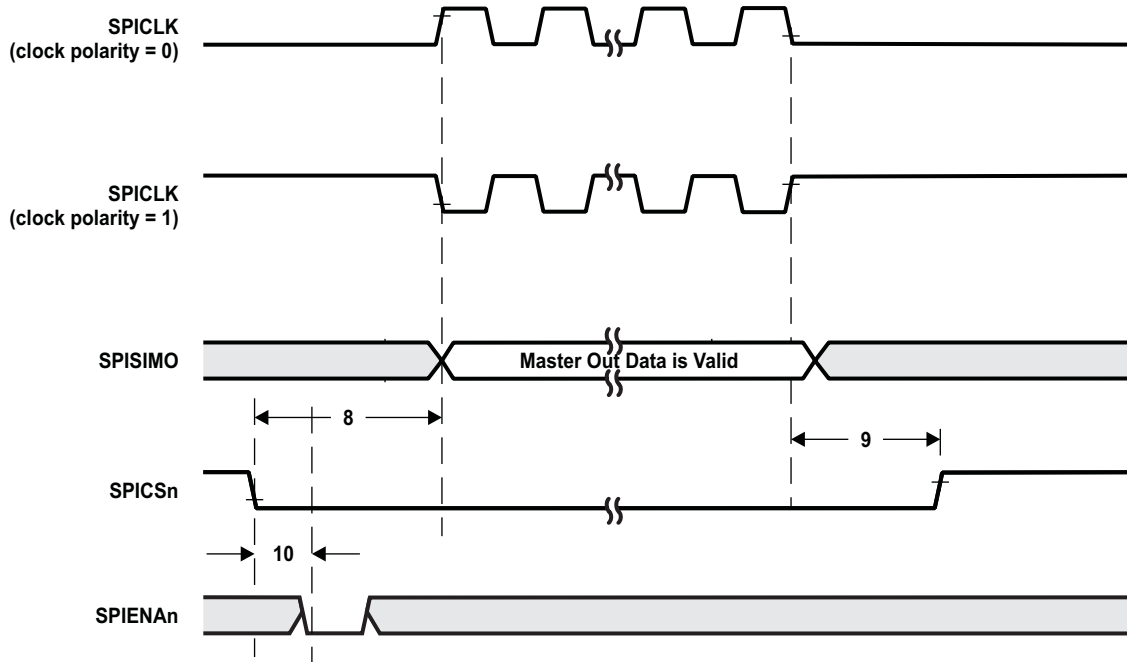 SPICLK
(clock polarity = 0)
SPICLK
(clock polarity = 1)
SPISIMO
Master Out Data is Valid
8
9
SPICSn
10
SPIENAn